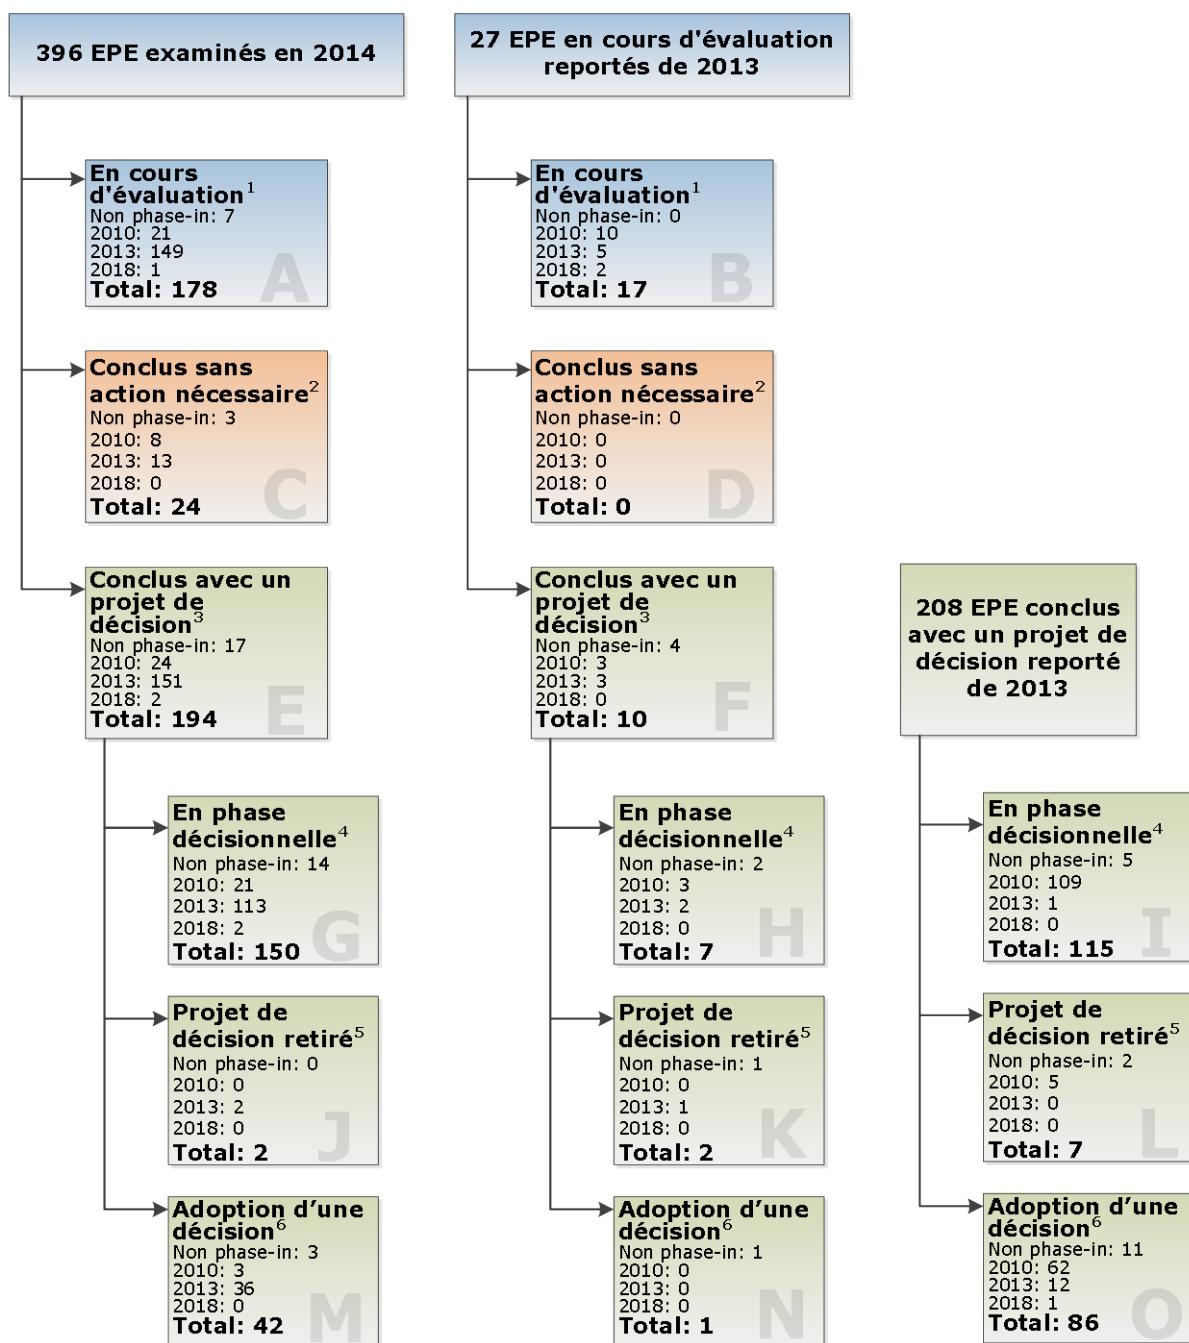 396 EPE examinés en 2014
27 EPE en cours d'évaluation
reportés de 2013
En cours
d'évaluation1
Non phase-in: 7
2010: 21
2013: 149
2018: 1
Total: 178
A
En cours
d'évaluation1
Non phase-in: 0
2010: 10
2013: 5
2018: 2
Total: 17
B
Conclus sans
action nécessaire2
Non phase-in: 3
2010: 8
2013: 13
2018: 0
Total: 24
C
Conclus sans
action nécessaire2
Non phase-in: 0
2010: 0
2013: 0
2018: 0
Total: 0
D
Conclus avec un
projet de
décision3
Non phase-in: 17
2010: 24
2013: 151
2018: 2
Total: 194
E
Conclus avec un
projet de
décision3
Non phase-in: 4
2010: 3
2013: 3
2018: 0
Total: 10
F
208 EPE conclus
avec un projet de
décision reporté
de 2013
En phase
décisionnelle4
Non phase-in: 14
2010: 21
2013: 113
2018: 2
Total: 150
G
En phase
décisionnelle4
Non phase-in: 2
2010: 3
2013: 2
2018: 0
Total: 7
H
En phase
décisionnelle4
Non phase-in: 5
2010: 109
2013: 1
2018: 0
Total: 115
I
Projet de
décision retiré5
Non phase-in: 0
2010: 0
2013: 2
2018: 0
Total: 2
J
Projet de
décision retiré5
Non phase-in: 1
2010: 0
2013: 1
2018: 0
Total: 2
K
Projet de
décision retiré5
Non phase-in: 2
2010: 5
2013: 0
2018: 0
Total: 7
L
Adoption d’une
décision6
Non phase-in: 3
2010: 3
2013: 36
2018: 0
Total: 42
M
Adoption d’une
décision6
Non phase-in: 1
2010: 0
2013: 0
2018: 0
Total: 1
N
Adoption d’une
décision6
Non phase-in: 11
2010: 62
2013: 12
2018: 1
Total: 86
O